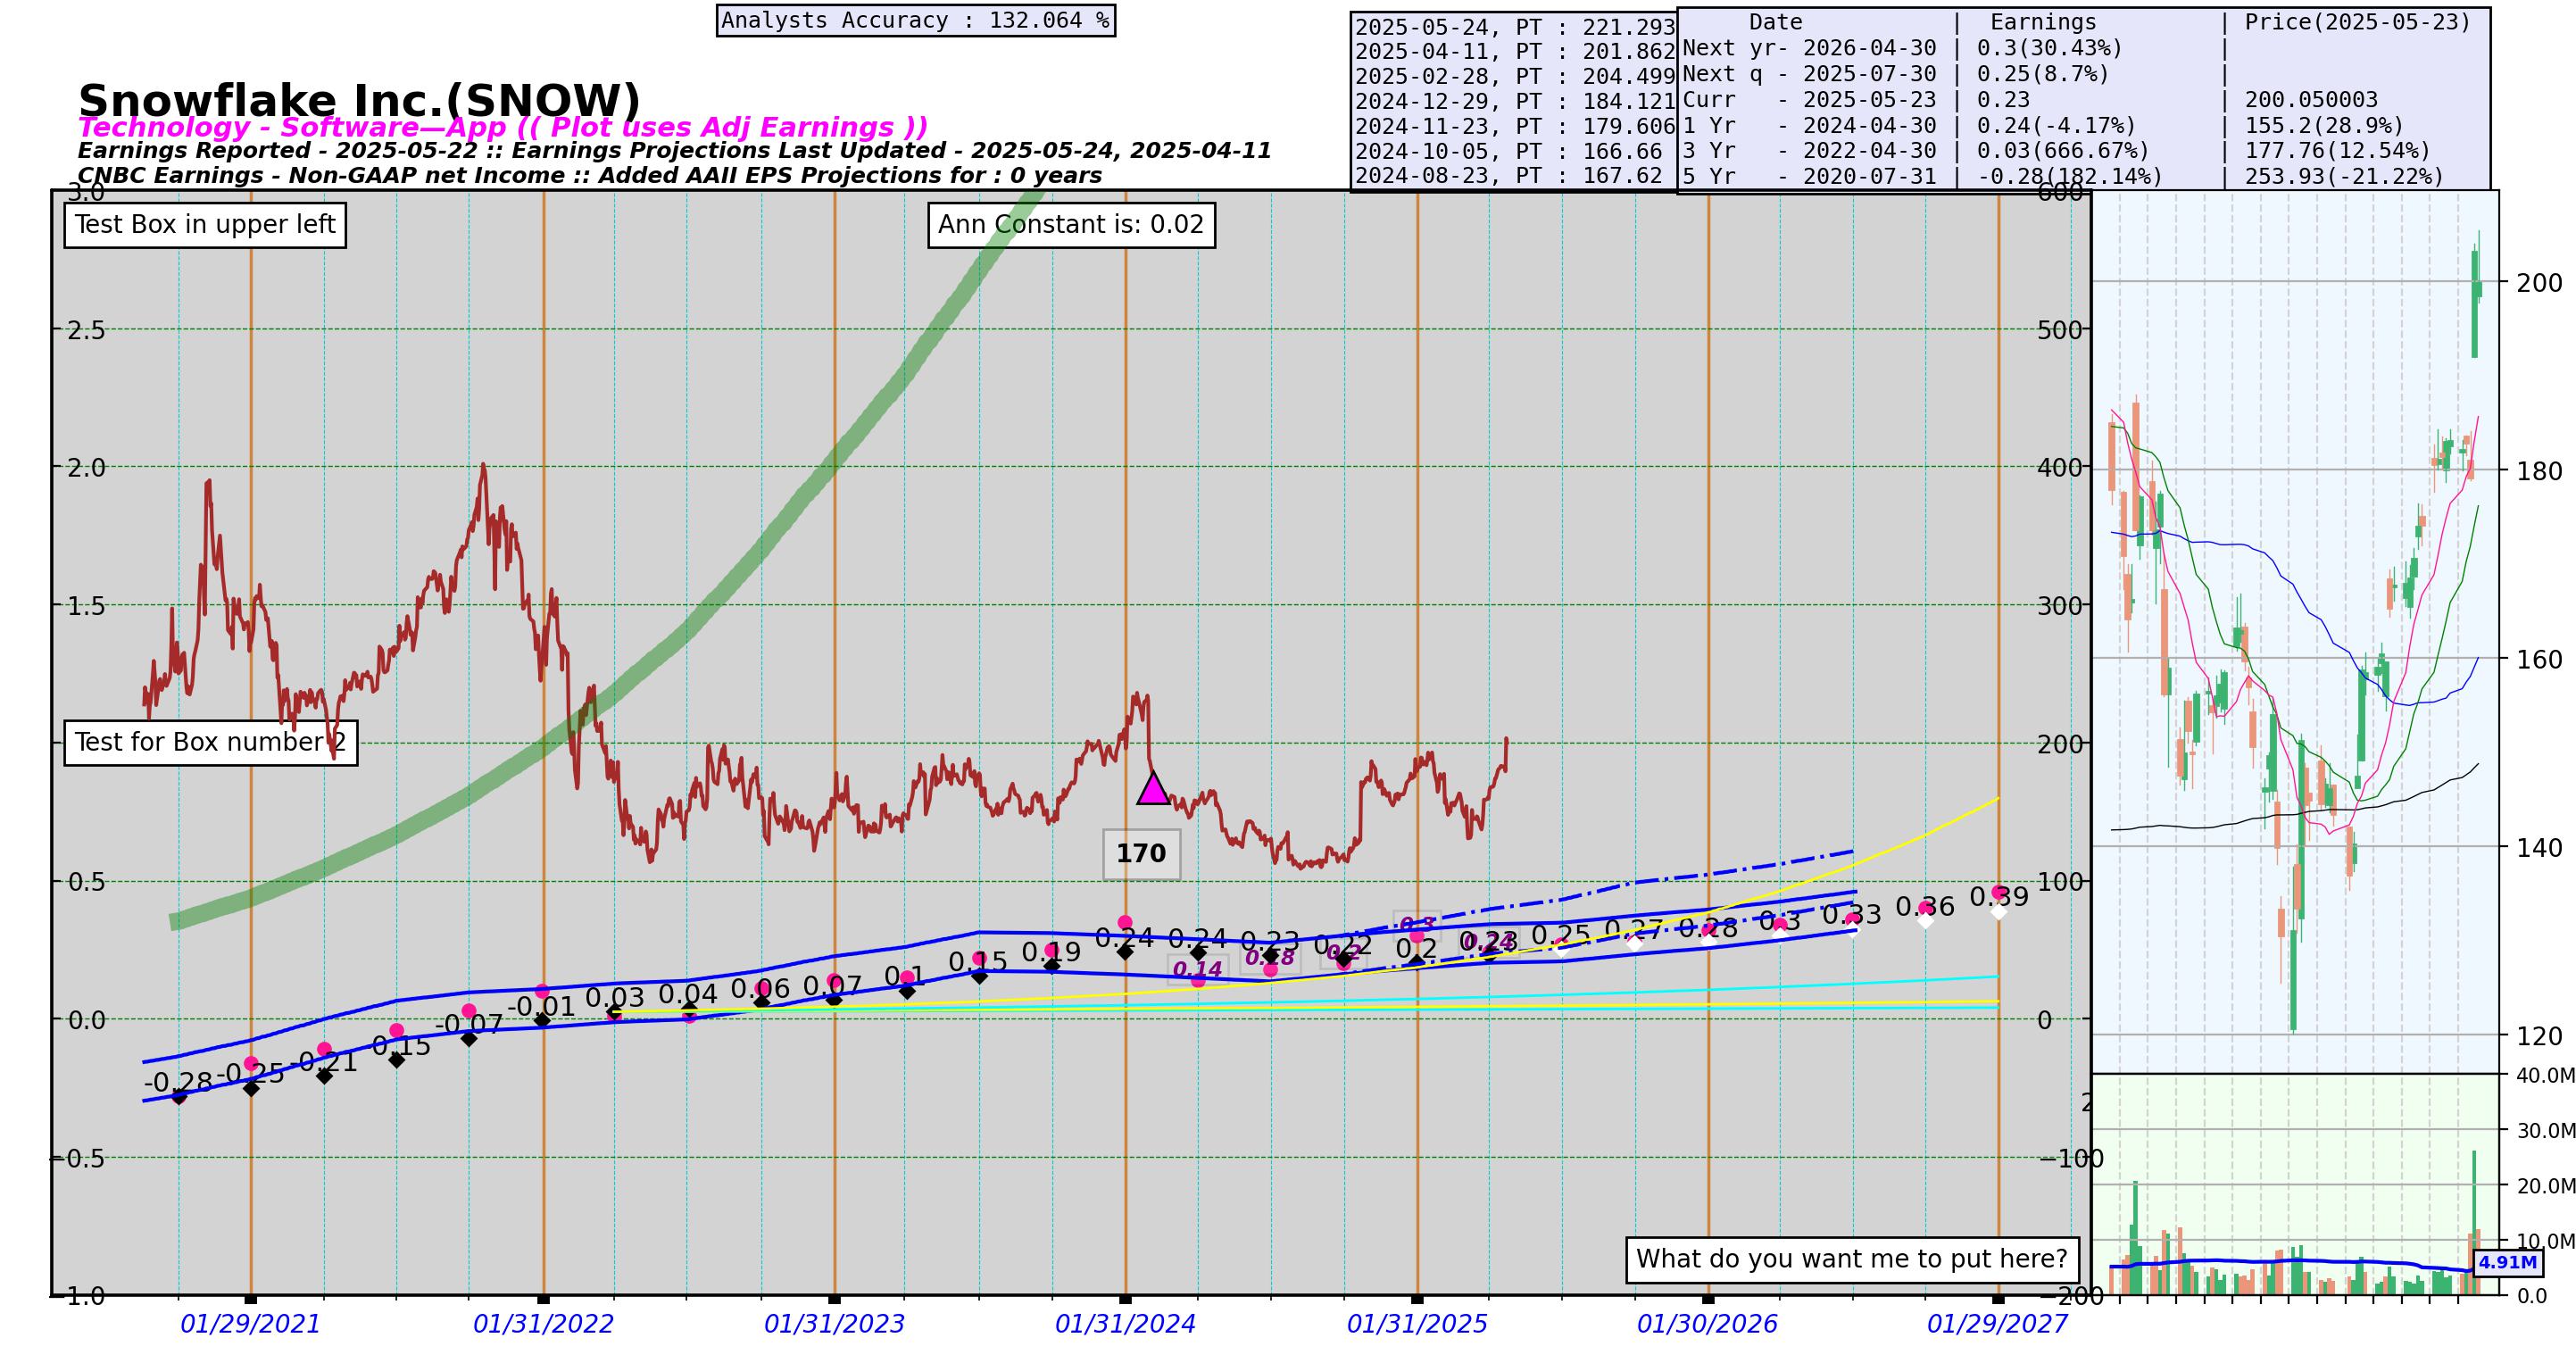 Analysts Accuracy : 132.064 %
2025-05-24, PT : 221.293
2025-04-11, PT : 201.862
2025-02-28, PT : 204.499
2024-12-29, PT : 184.121
2024-11-23, PT : 179.606
2024-10-05, PT : 166.66
2024-08-23, PT : 167.62
Date | Earnings | Price(2025-05-23)
Next yr- 2026-04-30 | 0.3(30.43%) |
Next q - 2025-07-30 | 0.25(8.7%) |
Curr - 2025-05-23 | 0.23 | 200.050003
1 Yr - 2024-04-30 | 0.24(-4.17%) | 155.2(28.9%)
3 Yr - 2022-04-30 | 0.03(666.67%) | 177.76(12.54%)
5 Yr - 2020-07-31 | -0.28(182.14%) | 253.93(-21.22%)
Snowflake Inc.(SNOW)
Technology - Software—App (( Plot uses Adj Earnings ))
Earnings Reported - 2025-05-22 :: Earnings Projections Last Updated - 2025-05-24, 2025-04-11
CNBC Earnings - Non-GAAP net Income :: Added AAII EPS Projections for : 0 years
3.0
2.5
2.0
1.5
0.5
0.0
−0.5
−1.0
Test Box in upper left
Ann Constant is: 0.02
Test for Box number 2
170
-0.28
-0.25
-0.21
-0.15
-0.07
-0.01
0.03
0.04
0.06
0.07
0.1
0.15
0.19
0.24
0.24
0.23
0.22
0.2
0.23
0.25
0.27
0.28
0.3
0.33
0.36
0.39
0.14
0.18
0.2
0.3
0.24
What do you want me to put here?
600
500
400
300
200
100
0
−100
−200
200
180
160
140
120
40.0M
30.0M
20.0M
10.0M
0.0
4.91M
01/29/2021
01/31/2022
01/31/2023
01/31/2024
01/31/2025
01/30/2026
01/29/2027